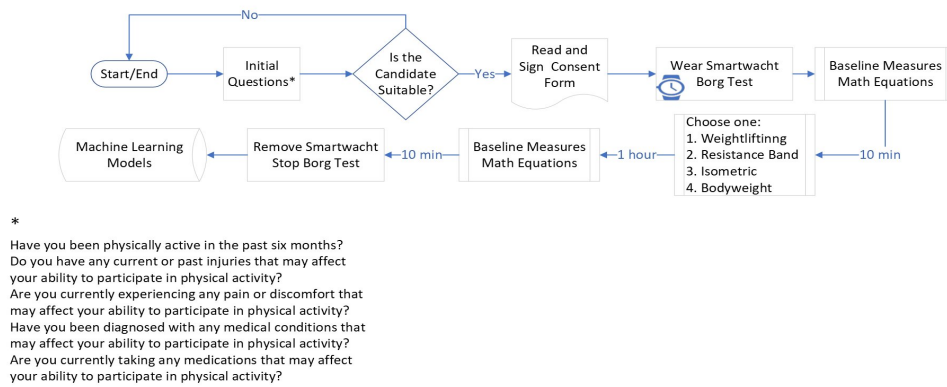 No
Start/End
Initial
Questions*
Is the
Candidate
Suitable?
Yes
Read and
Sign Consent
Form
Wear Smartwacht
Borg Test
Baseline Measures
Math Equations
10 min
Choose one:
1. Weightliftinng
2. Resistance Band
3. Isometric
4. Bodyweight
1 hour
Baseline Measures
Math Equations
10 min
Remove Smartwacht
Stop Borg Test
Machine Learning
Models
*
Have you been physically active in the past six months?
Do you have any current or past injuries that may affect
your ability to participate in physical activity?
Are you currently experiencing any pain or discomfort that
may affect your ability to participate in physical activity?
Have you been diagnosed with any medical conditions that
may affect your ability to participate in physical activity?
Are you currently taking any medications that may affect
your ability to participate in physical activity?